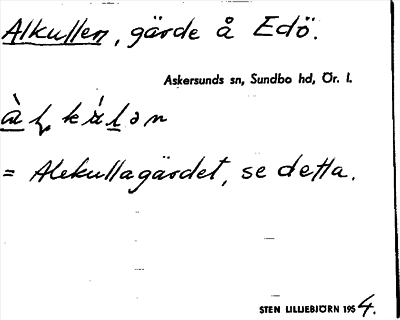 Alkullen, gärde å Edö.
Askersunds sn, Sundbo hd, Ör. l.
= Alekullagärdet, se detta.
STEN LILLIEBJÖRN 1954.